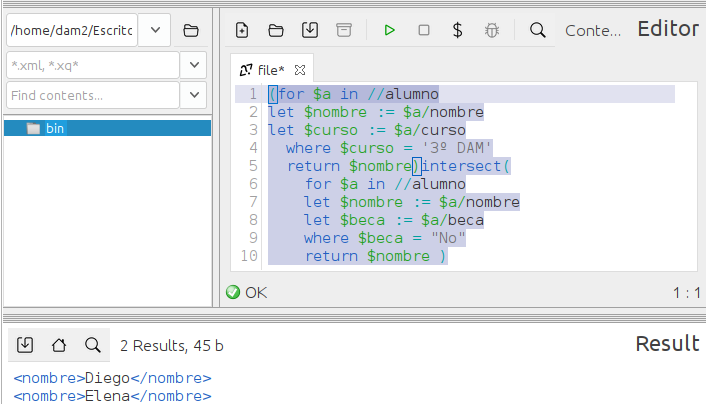 /home/dam2/Escrito
Conte... Editor
*.xml, *.xq*
Find contents...
bin
file*
1 (for $a in //alumno
2 let $nombre := $a/nombre
3 let $curso := $a/curso
4 where $curso = '3º DAM'
5 return $nombre)intersect(
6 for $a in //alumno
7 let $nombre := $a/nombre
8 let $beca := $a/beca
9 where $beca = "No"
10 return $nombre )
OK 1 : 1
2 Results, 45 b Result
<nombre>Diego</nombre>
<nombre>Elena</nombre>